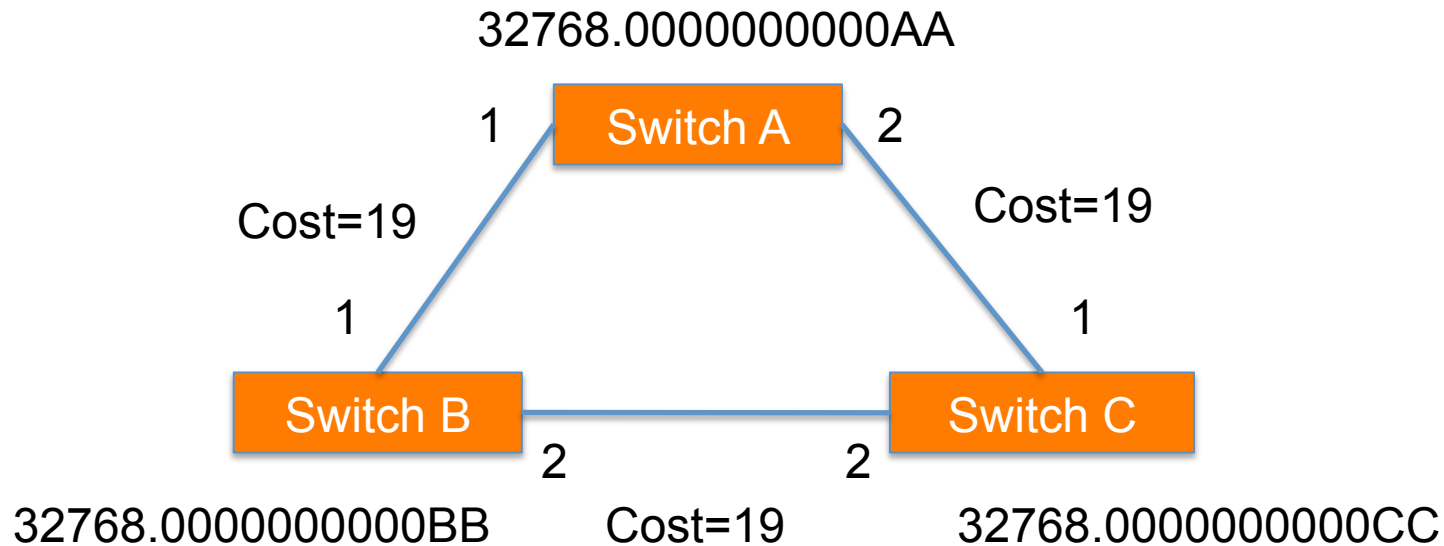 32768.0000000000AA
1 Switch A 2
Cost=19 Cost=19
1 1
Switch B Switch C
2 2
32768.0000000000BB Cost=19 32768.0000000000CC